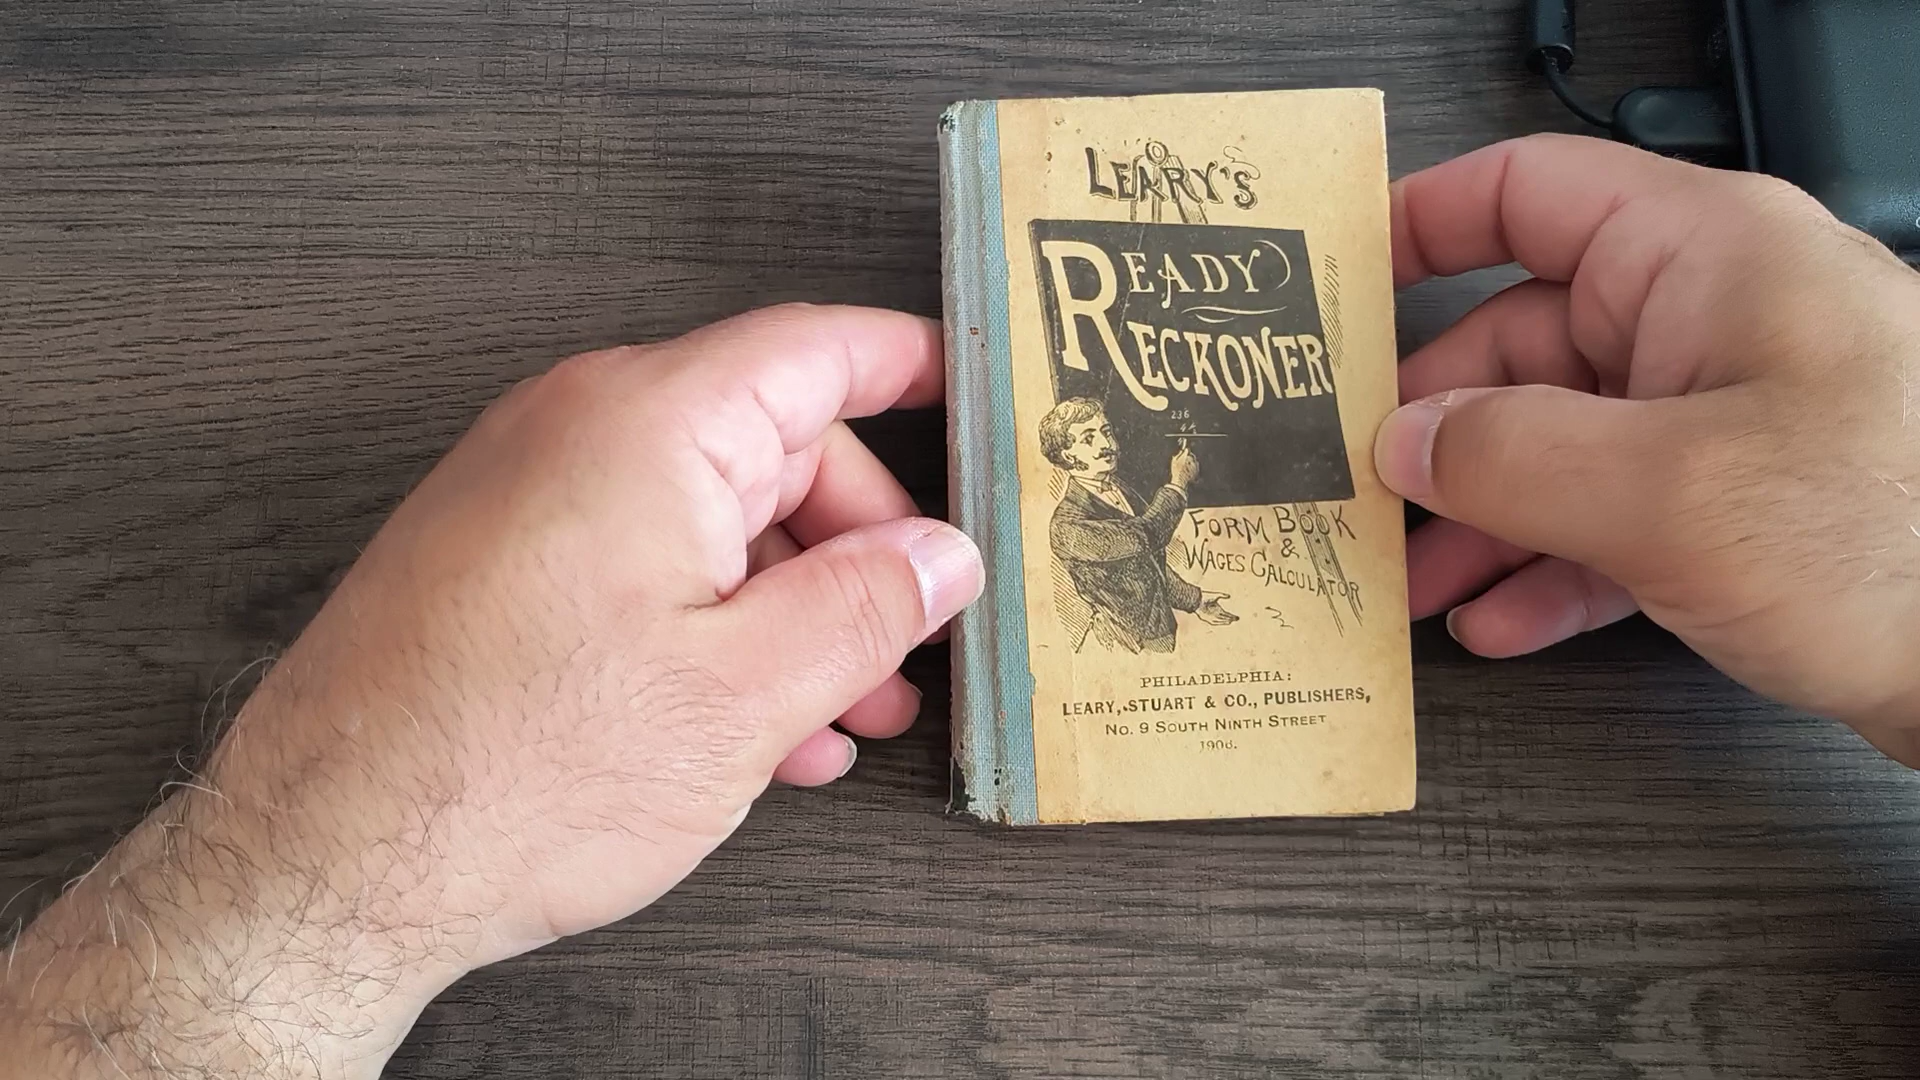 LEARY'S
READY
RECKONER
236
FORM BOOK
&
WAGES CALCULATOR
PHILADELPHIA:
LEARY, STUART & CO., PUBLISHERS,
No. 9 SOUTH NINTH STREET